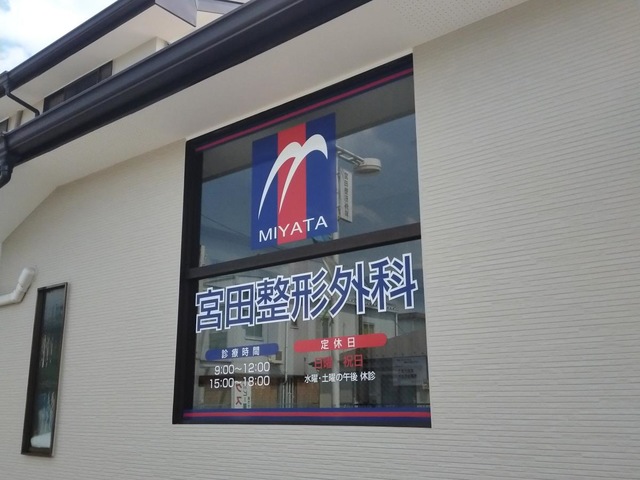 MIYATA
宮田整形外科
診療時間
9:00〜12:00
15:00〜18:00
定休日
日曜・祝日
水曜・土曜の午後 休診